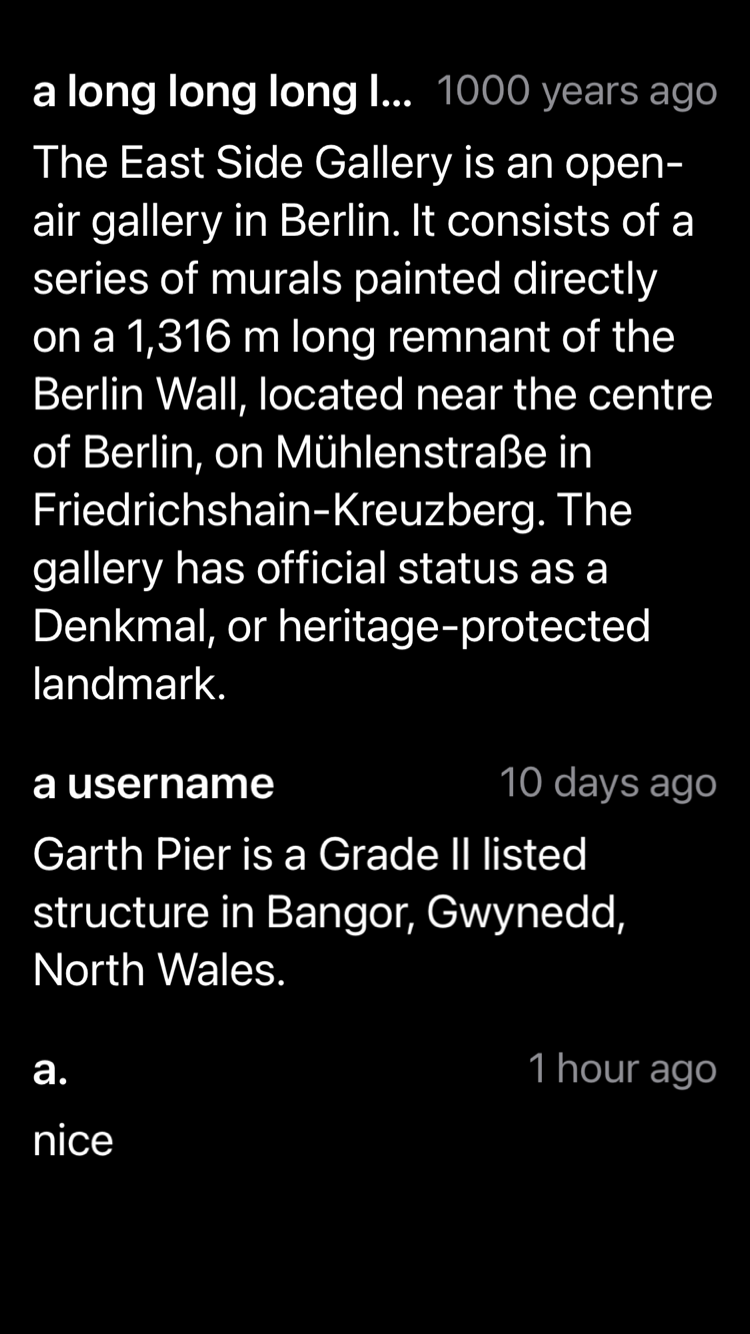 a long long long l... 1000 years ago
The East Side Gallery is an open-
air gallery in Berlin. It consists of a
series of murals painted directly
on a 1,316 m long remnant of the
Berlin Wall, located near the centre
of Berlin, on Mühlenstraße in
Friedrichshain-Kreuzberg. The
gallery has official status as a
Denkmal, or heritage-protected
landmark.
a username 10 days ago
Garth Pier is a Grade II listed
structure in Bangor, Gwynedd,
North Wales.
a. 1 hour ago
nice